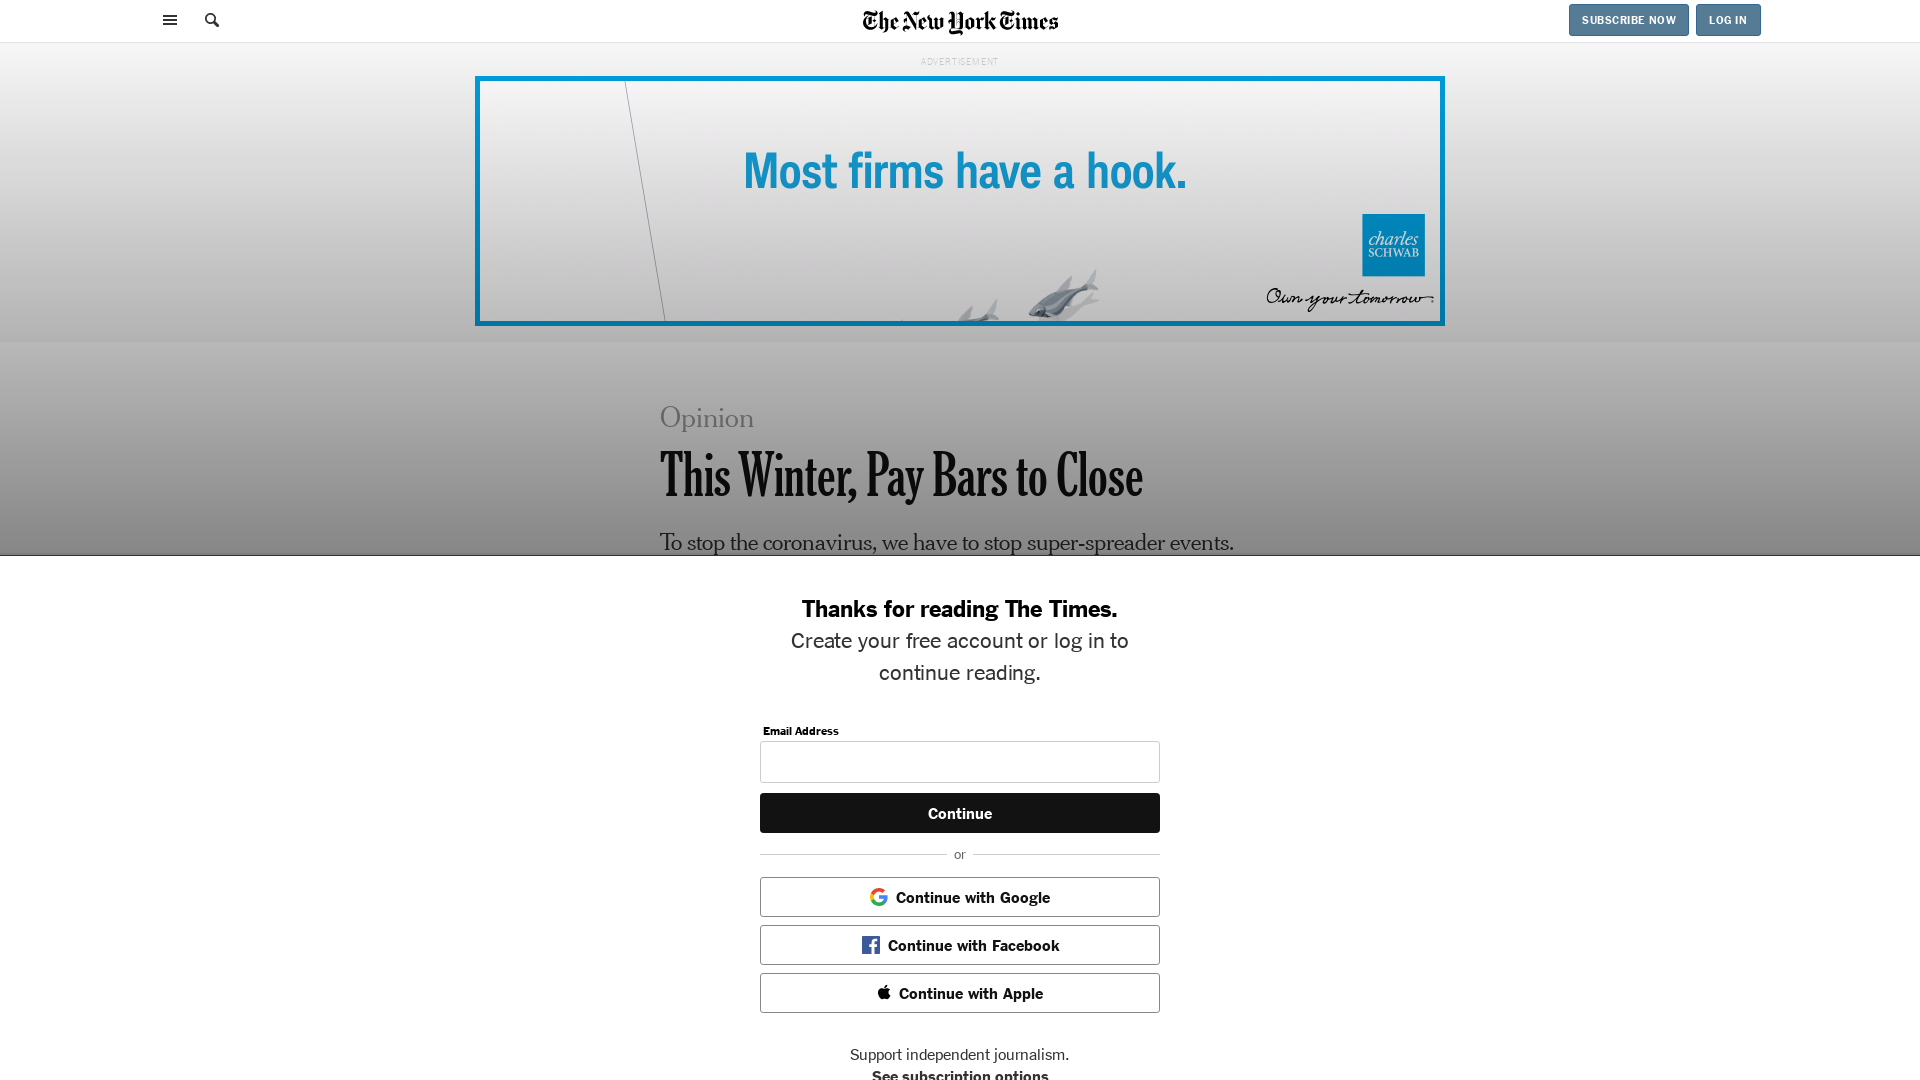 The New York Times
SUBSCRIBE NOW
LOG IN
ADVERTISEMENT
Most firms have a hook.
charles
SCHWAB
Own your tomorrow
Opinion
This Winter, Pay Bars to Close
To stop the coronavirus, we have to stop super-spreader events.
Thanks for reading The Times.
Create your free account or log in to
continue reading.
Email Address
Continue
or
Continue with Google
Continue with Facebook
Continue with Apple
Support independent journalism.
See subscription options